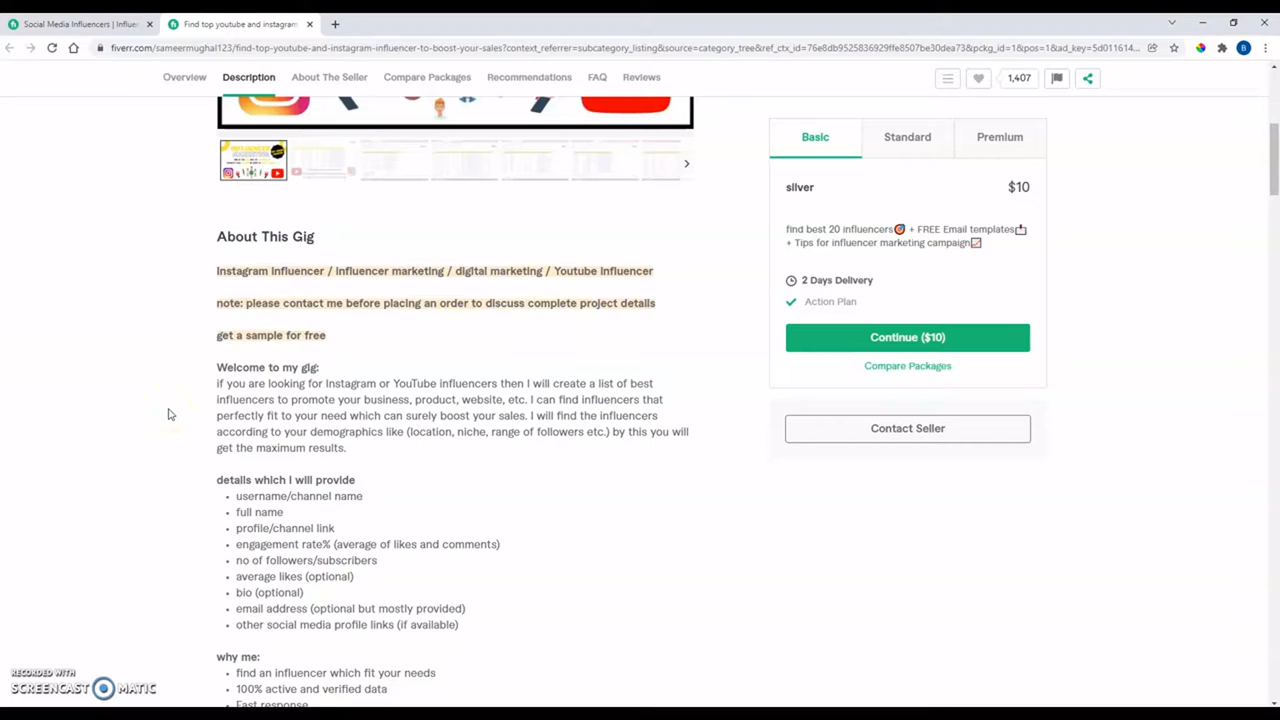 Social Media Influencers | Influen
Find top youtube and instagram
fiverr.com/sameermughal123/find-top-youtube-and-instagram-influencer-to-boost-your-sales?context_referrer=subcategory_listing&source=category_tree&ref_ctx_id=76e8db9525836929ffe8507be30dea73&pckg_id=1&pos=1&ad_key=5d011614...
B
Overview
Description
About The Seller
Compare Packages
Recommendations
FAQ
Reviews
1,407
Basic
Standard
Premium
silver
$10
find best 20 influencers🎯 + FREE Email templates📩
+ Tips for influencer marketing campaign📈
2 Days Delivery
Action Plan
Continue ($10)
Compare Packages
Contact Seller
About This Gig
Instagram influencer / influencer marketing / digital marketing / Youtube influencer
note: please contact me before placing an order to discuss complete project details
get a sample for free
Welcome to my gig:
if you are looking for Instagram or YouTube influencers then I will create a list of best
influencers to promote your business, product, website, etc. I can find influencers that
perfectly fit to your need which can surely boost your sales. I will find the influencers
according to your demographics like (location, niche, range of followers etc.) by this you will
get the maximum results.
details which I will provide
• username/channel name
• full name
• profile/channel link
• engagement rate% (average of likes and comments)
• no of followers/subscribers
• average likes (optional)
• bio (optional)
• email address (optional but mostly provided)
• other social media profile links (if available)
why me:
• find an influencer which fit your needs
• 100% active and verified data
• Fast response
RECORDED WITH
SCREENCAST MATIC